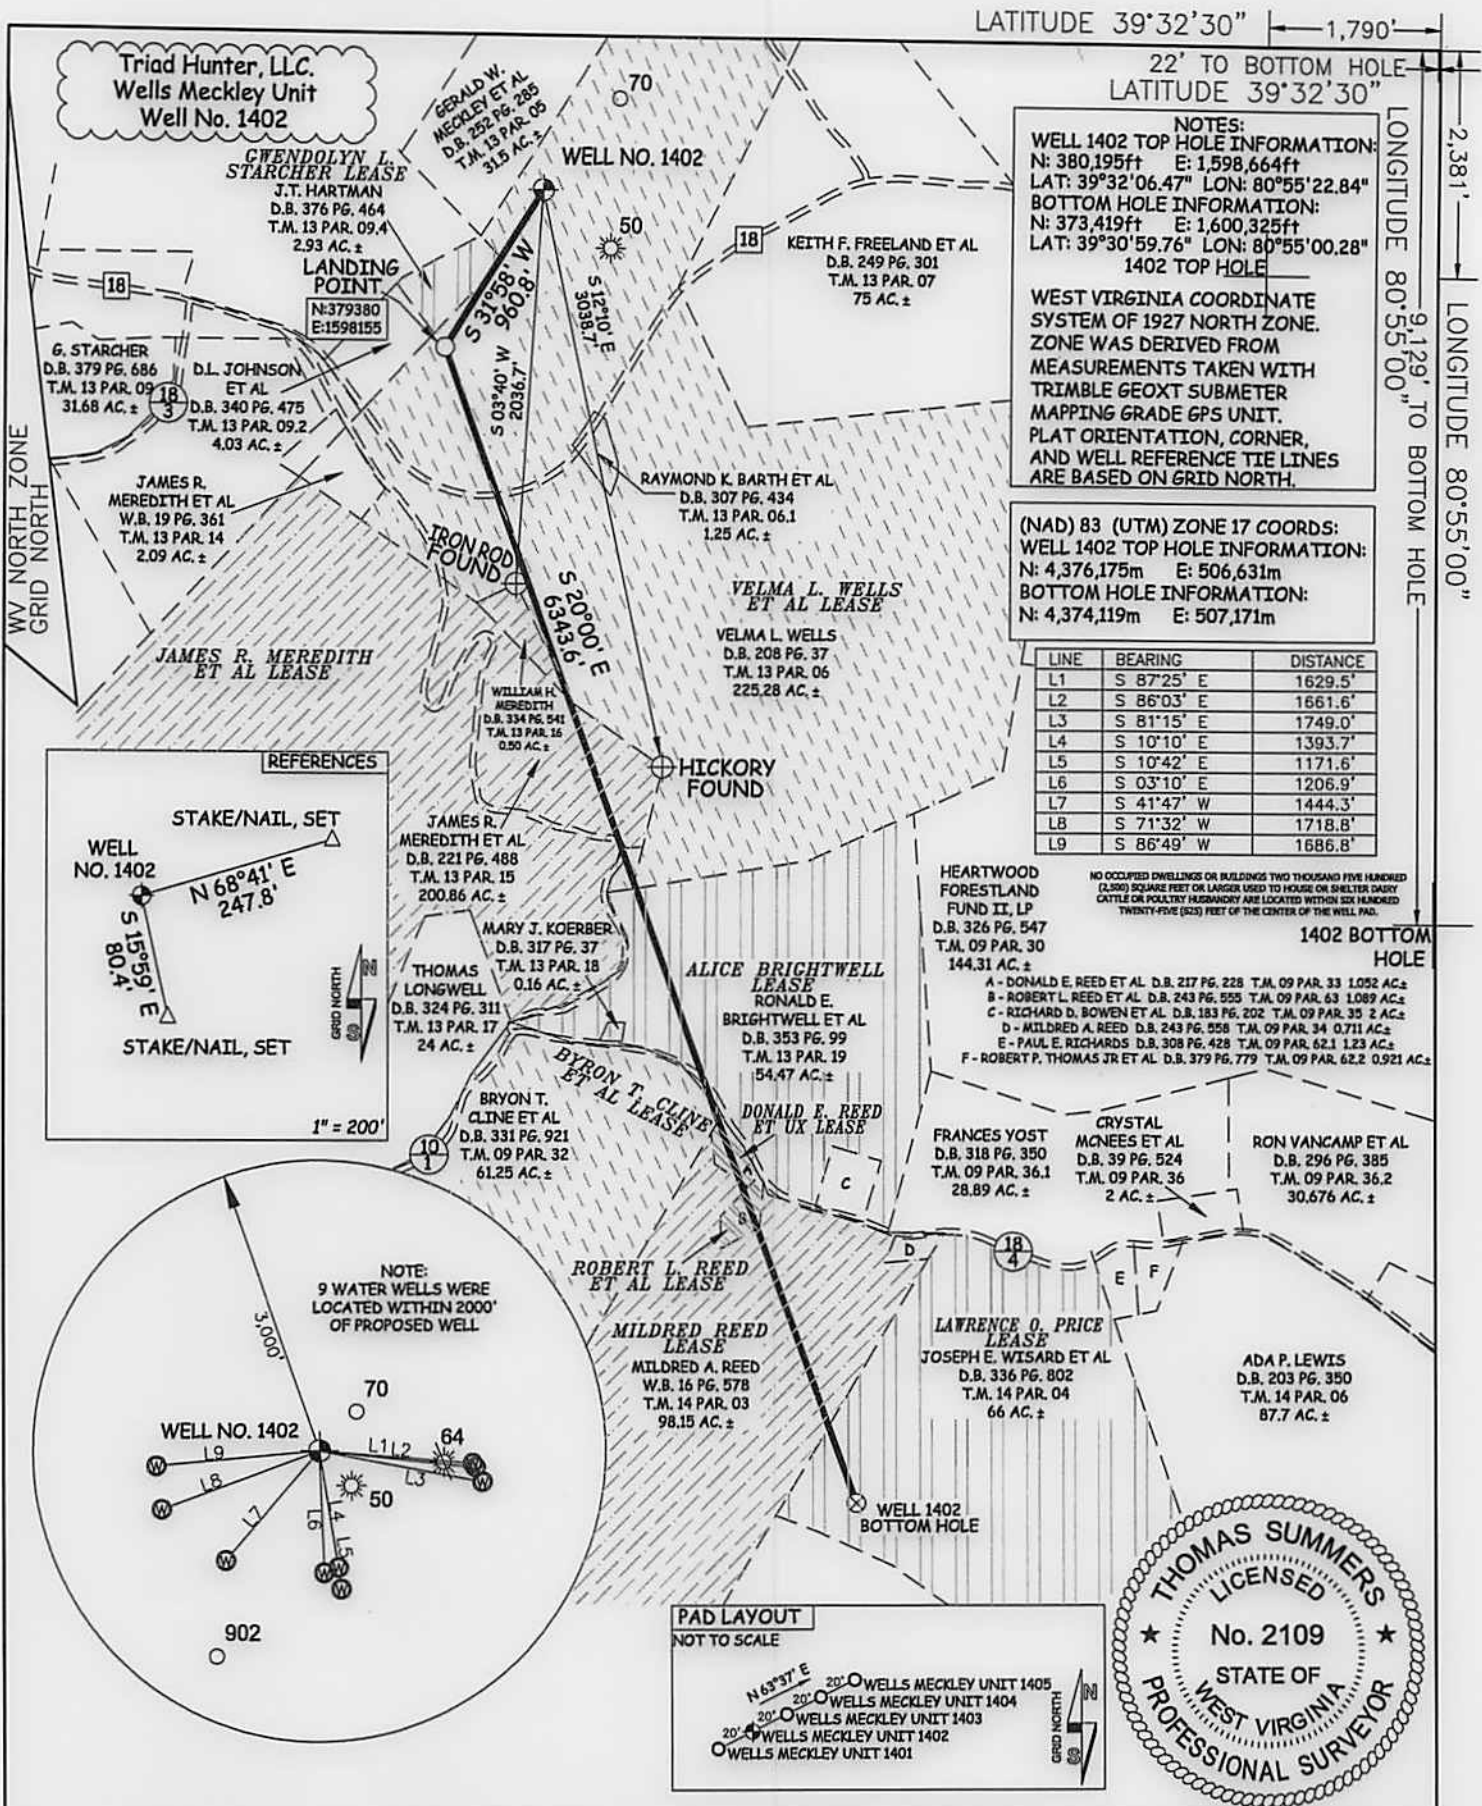 LATITUDE 39°32'30"
1,790'
22' TO BOTTOM HOLE
LATITUDE 39°32'30"
2,381'
LONGITUDE 80°55'00"
LONGITUDE 80°55'00"
9,129' TO BOTTOM HOLE
Triad Hunter, LLC.
Wells Meckley Unit
Well No. 1402
GERALD W.
MECKLEY ET AL
D.B. 252 PG. 285
T.M. 13 PAR. 05
31.5 AC. ±
70
WELL NO. 1402
GWENDOLYN L.
STARCHER LEASE
J.T. HARTMAN
D.B. 376 PG. 464
T.M. 13 PAR. 09.4
2.93 AC. ±
LANDING
POINT
N:379380
E:1598155
18
50
18
KEITH F. FREELAND ET AL
D.B. 249 PG. 301
T.M. 13 PAR. 07
75 AC. ±
S 31°58' W
960.8'
S 12°10' E
3038.7'
S 03°40' W
2036.7'
G. STARCHER
D.B. 379 PG. 686
T.M. 13 PAR. 09
31.68 AC. ±
18
3
D.L. JOHNSON
ET AL
D.B. 340 PG. 475
T.M. 13 PAR. 09.2
4.03 AC. ±
JAMES R.
MEREDITH ET AL
W.B. 19 PG. 361
T.M. 13 PAR. 14
2.09 AC. ±
WV NORTH ZONE
GRID NORTH
RAYMOND K. BARTH ET AL
D.B. 307 PG. 434
T.M. 13 PAR. 06.1
1.25 AC. ±
IRON ROD
FOUND
S 20°00' E
6343.6'
VELMA L. WELLS
ET AL LEASE
VELMA L. WELLS
D.B. 208 PG. 37
T.M. 13 PAR. 06
225.28 AC. ±
JAMES R. MEREDITH
ET AL LEASE
WILLIAM H.
MEREDITH
D.B. 334 PG. 541
T.M. 13 PAR. 16
0.50 AC. ±
HICKORY
FOUND
NOTES:
WELL 1402 TOP HOLE INFORMATION:
N: 380,195ft E: 1,598,664ft
LAT: 39°32'06.47" LON: 80°55'22.84"
BOTTOM HOLE INFORMATION:
N: 373,419ft E: 1,600,325ft
LAT: 39°30'59.76" LON: 80°55'00.28"
1402 TOP HOLE
WEST VIRGINIA COORDINATE
SYSTEM OF 1927 NORTH ZONE.
ZONE WAS DERIVED FROM
MEASUREMENTS TAKEN WITH
TRIMBLE GEOXT SUBMETER
MAPPING GRADE GPS UNIT.
PLAT ORIENTATION, CORNER,
AND WELL REFERENCE TIE LINES
ARE BASED ON GRID NORTH.
(NAD) 83 (UTM) ZONE 17 COORDS:
WELL 1402 TOP HOLE INFORMATION:
N: 4,376,175m E: 506,631m
BOTTOM HOLE INFORMATION:
N: 4,374,119m E: 507,171m
LINE BEARING DISTANCE
L1 S 87°25' E 1629.5'
L2 S 86°03' E 1661.6'
L3 S 81°15' E 1749.0'
L4 S 10°10' E 1393.7'
L5 S 10°42' E 1171.6'
L6 S 03°10' E 1206.9'
L7 S 41°47' W 1444.3'
L8 S 71°32' W 1718.8'
L9 S 86°49' W 1686.8'
NO OCCUPIED DWELLINGS OR BUILDINGS TWO THOUSAND FIVE HUNDRED
(2,500) SQUARE FEET OR LARGER USED TO HOUSE OR SHELTER DAIRY
CATTLE OR POULTRY HUSBANDRY ARE LOCATED WITHIN SIX HUNDRED
TWENTY-FIVE (625) FEET OF THE CENTER OF THE WELL PAD.
1402 BOTTOM
HOLE
REFERENCES
STAKE/NAIL, SET
WELL
NO. 1402
N 68°41' E
247.8'
S 15°59' E
80.4'
STAKE/NAIL, SET
GRID NORTH
N
S
1" = 200'
JAMES R.
MEREDITH ET AL
D.B. 221 PG. 488
T.M. 13 PAR. 15
200.86 AC. ±
MARY J. KOERBER
D.B. 317 PG. 37
T.M. 13 PAR. 18
0.16 AC. ±
THOMAS
LONGWELL
D.B. 324 PG. 311
T.M. 13 PAR. 17
24 AC. ±
HEARTWOOD
FORESTLAND
FUND II, LP
D.B. 326 PG. 547
T.M. 09 PAR. 30
144.31 AC. ±
ALICE BRIGHTWELL
LEASE
RONALD E.
BRIGHTWELL ET AL
D.B. 353 PG. 99
T.M. 13 PAR. 19
54.47 AC. ±
A - DONALD E. REED ET AL D.B. 217 PG. 228 T.M. 09 PAR. 33 1.052 AC±
B - ROBERT L. REED ET AL D.B. 243 PG. 555 T.M. 09 PAR. 63 1.089 AC±
C - RICHARD D. BOWEN ET AL D.B. 183 PG. 202 T.M. 09 PAR. 35 2 AC±
D - MILDRED A. REED D.B. 243 PG. 558 T.M. 09 PAR. 34 0.711 AC±
E - PAUL E. RICHARDS D.B. 308 PG. 428 T.M. 09 PAR. 62.1 1.23 AC±
F - ROBERT P. THOMAS JR ET AL D.B. 379 PG. 779 T.M. 09 PAR. 62.2 0.921 AC±
BYRON T. CLINE
ET AL LEASE
BRYON T.
CLINE ET AL
D.B. 331 PG. 921
T.M. 09 PAR. 32
61.25 AC. ±
10
1
DONALD E. REED
ET UX LEASE
C
FRANCES YOST
D.B. 318 PG. 350
T.M. 09 PAR. 36.1
28.89 AC. ±
CRYSTAL
MCNEES ET AL
D.B. 39 PG. 524
T.M. 09 PAR. 36
2 AC. ±
RON VANCAMP ET AL
D.B. 296 PG. 385
T.M. 09 PAR. 36.2
30.676 AC. ±
D
18
4
E
F
ROBERT L. REED
ET AL LEASE
MILDRED REED
LEASE
MILDRED A. REED
W.B. 16 PG. 578
T.M. 14 PAR. 03
98.15 AC. ±
LAWRENCE O. PRICE
LEASE
JOSEPH E. WISARD ET AL
D.B. 336 PG. 802
T.M. 14 PAR. 04
66 AC. ±
ADA P. LEWIS
D.B. 203 PG. 350
T.M. 14 PAR. 06
87.7 AC. ±
WELL 1402
BOTTOM HOLE
NOTE:
9 WATER WELLS WERE
LOCATED WITHIN 2000'
OF PROPOSED WELL
3,000'
70
WELL NO. 1402
64
50
L1
L2
L3
L4
L5
L6
L7
L8
L9
W
W
W
W
W
W
W
W
W
902
PAD LAYOUT
NOT TO SCALE
N 63°37' E
20' WELLS MECKLEY UNIT 1405
20' WELLS MECKLEY UNIT 1404
20' WELLS MECKLEY UNIT 1403
20' WELLS MECKLEY UNIT 1402
WELLS MECKLEY UNIT 1401
GRID NORTH
N
S
THOMAS SUMMERS
LICENSED
No. 2109
STATE OF
WEST VIRGINIA
PROFESSIONAL SURVEYOR